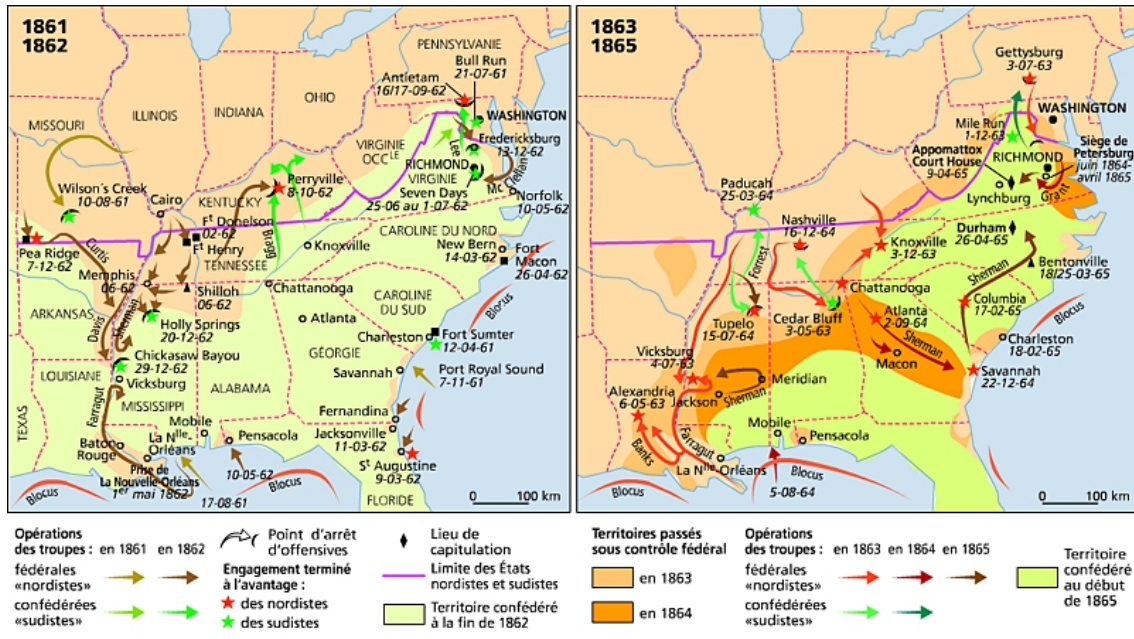 1861
1862
PENNSYLVANIE
Bull Run
21-07-61
Antietam
16/17-09-62
WASHINGTON
OHIO
INDIANA
ILLINOIS
MISSOURI
VIRGINIE
OCCLE
Lee
Fredericksburg
13-12-62
RICHMOND
VIRGINIE
Mc Clellan
Seven Days
25-06 au 1-07-62
Norfolk
10-05-62
Wilson's Creek
10-08-61
Cairo
Perryville
8-10-62
KENTUCKY
Ft Donelson
02-62
Ft Henry
Bragg
CAROLINE DU NORD
New Bern
14-03-62
Fort
Macon
26-04-62
Pea Ridge
7-12-62
Curtis
Knoxville
TENNESSEE
Memphis
06-62
Shilloh
06-62
Chattanouga
CAROLINE
DU SUD
Blocus
ARKANSAS
Davis
Sherman
Holly Springs
20-12-62
Atlanta
Charleston
Fort Sumter
12-04-61
Chickasaw Bayou
29-12-62
GÉORGIE
LOUISIANE
Vicksburg
ALABAMA
Savannah
Port Royal Sound
7-11-61
TEXAS
Farragut
MISSISSIPPI
Fernandina
Mobile
Jacksonville
11-03-62
Baton
Rouge
La Nlle-
Orléans
Pensacola
St Augustine
9-03-62
Prise de
La Nouvelle-Orléans
1er mai 1862
10-05-62
17-08-61
Blocus
Blocus
FLORIDE
0 100 km
1863
1865
Gettysburg
3-07-63
WASHINGTON
Mile Run
1-12-63
Appomattox
Court House
9-04-65
RICHMOND
Siège de
Petersburg
juin 1864-
avril 1865
Lynchburg
Grant
Paducah
25-03-64
Nashville
16-12-64
Knoxville
3-12-63
Durham
26-04-65
Bentonville
18/25-03-65
Forrest
Chattanouga
Sherman
Columbia
17-02-65
Blocus
Tupelo
15-07-64
Cedar Bluff
3-05-63
Atlanta
2-09-64
Charleston
18-02-65
Vicksburg
4-07-63
Sherman
Macon
Savannah
22-12-64
Alexandria
6-05-63
Jackson
Sherman
Meridian
Mobile
Pensacola
Banks
Farragut
La Nlle Orléans
Blocus
Blocus
5-08-64
0 100 km
Opérations
des troupes : en 1861 en 1862
fédérales
«nordistes»
confédérées
«sudistes»
Point d'arrêt
d'offensives
Engagement terminé
à l'avantage :
des nordistes
des sudistes
Lieu de
capitulation
Limite des États
nordistes et sudistes
Territoire confédéré
à la fin de 1862
Territoires passés
sous contrôle fédéral
en 1863
en 1864
Opérations
des troupes : en 1863 en 1864 en 1865
fédérales
«nordistes»
confédérées
«sudistes»
Territoire
confédéré
au début
de 1865